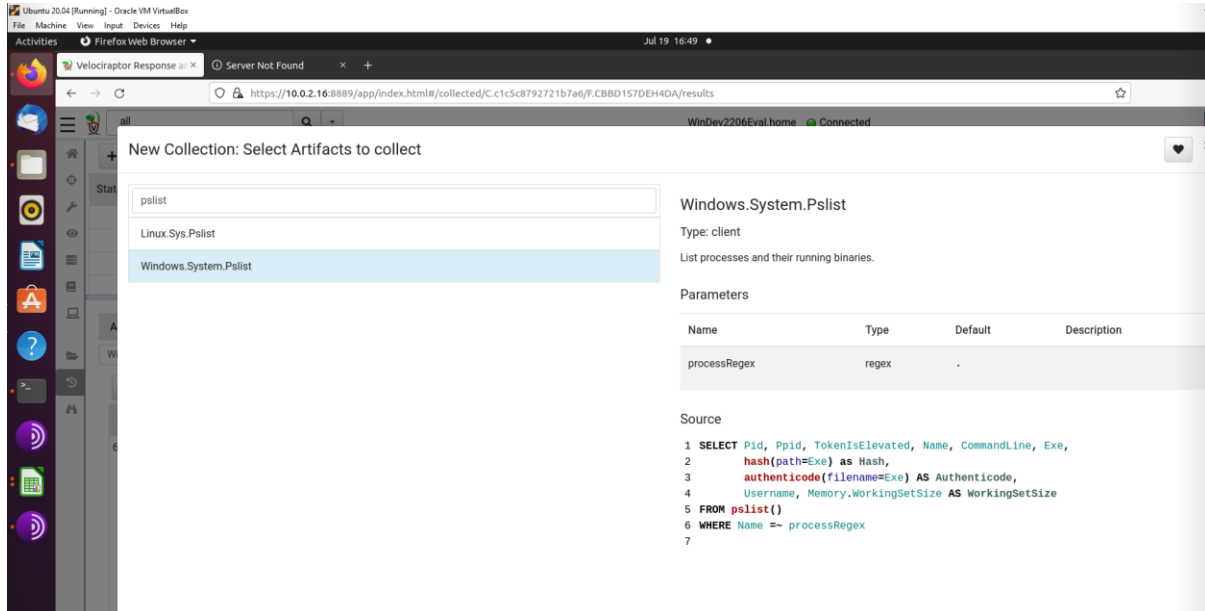 Ubuntu 20.04 [Running] - Oracle VM VirtualBox
File Machine View Input Devices Help
Activities Firefox Web Browser Jul 19 16:49
Velociraptor Response an × Server Not Found × +
https://10.0.2.16:8889/app/index.html#/collected/C.c1c5c8792721b7a6/F.CBBD1S7DEH4DA/results
all WinDev2206Eval.home Connected
New Collection: Select Artifacts to collect
Stat
pslist
Linux.Sys.Pslist
Windows.System.Pslist
A
Wi
6
Windows.System.Pslist
Type: client
List processes and their running binaries.
Parameters
Name Type Default Description
processRegex regex .
Source
1 SELECT Pid, Ppid, TokenIsElevated, Name, CommandLine, Exe,
2 hash(path=Exe) as Hash,
3 authenticode(filename=Exe) AS Authenticode,
4 Username, Memory.WorkingSetSize AS WorkingSetSize
5 FROM pslist()
6 WHERE Name =~ processRegex
7